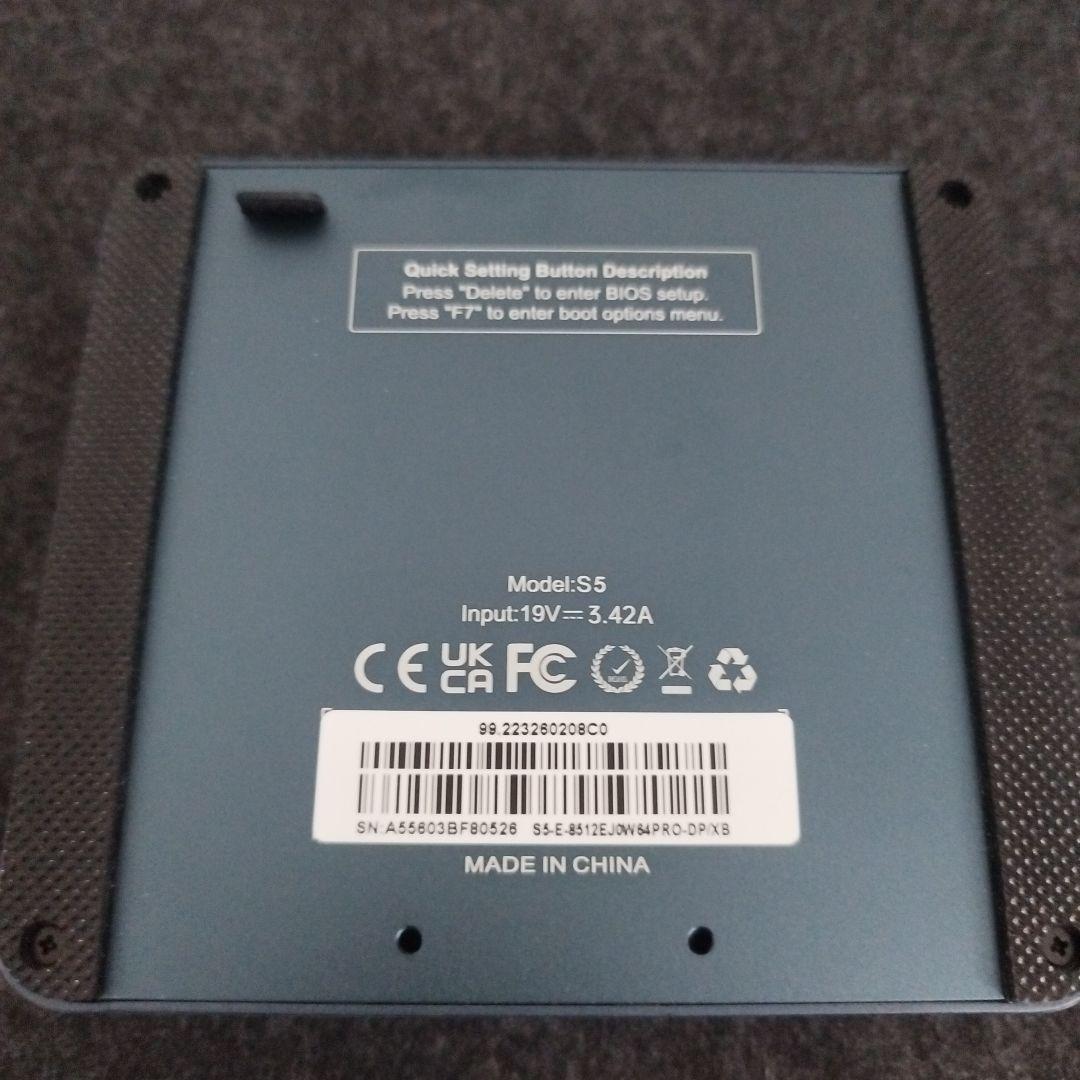 Quick Setting Button Description
Press "Delete" to enter BIOS setup.
Press "F7" to enter boot options menu.
Model:S5
Input:19V⎓3.42A
CE UK CA FC RoHS
99.223260208C0
SN:A55603BF80526 S5-E-8512EJ0W64PRO-DP/XB
MADE IN CHINA